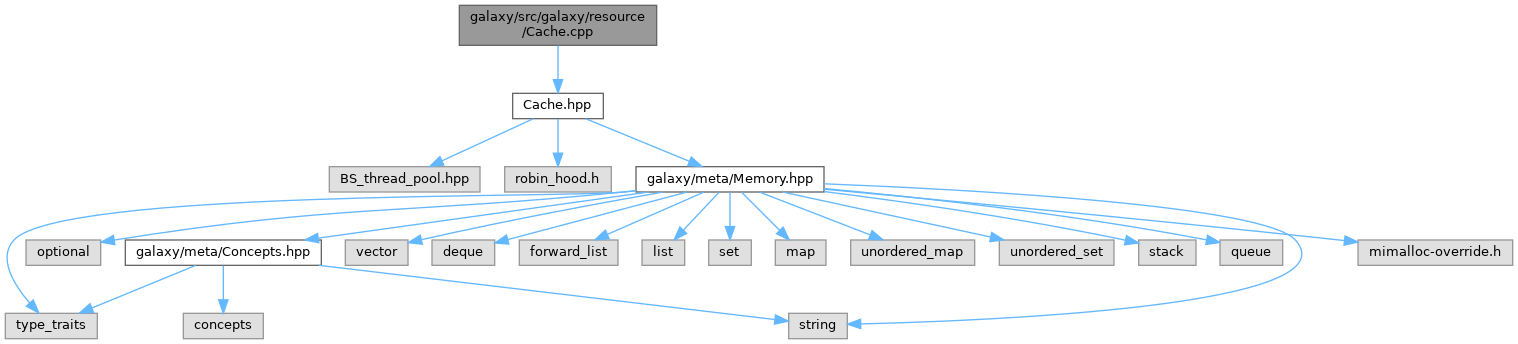 galaxy/src/galaxy/resource
/Cache.cpp
Cache.hpp
BS_thread_pool.hpp
robin_hood.h
galaxy/meta/Memory.hpp
optional
galaxy/meta/Concepts.hpp
vector
deque
forward_list
list
set
map
unordered_map
unordered_set
stack
queue
mimalloc-override.h
type_traits
concepts
string